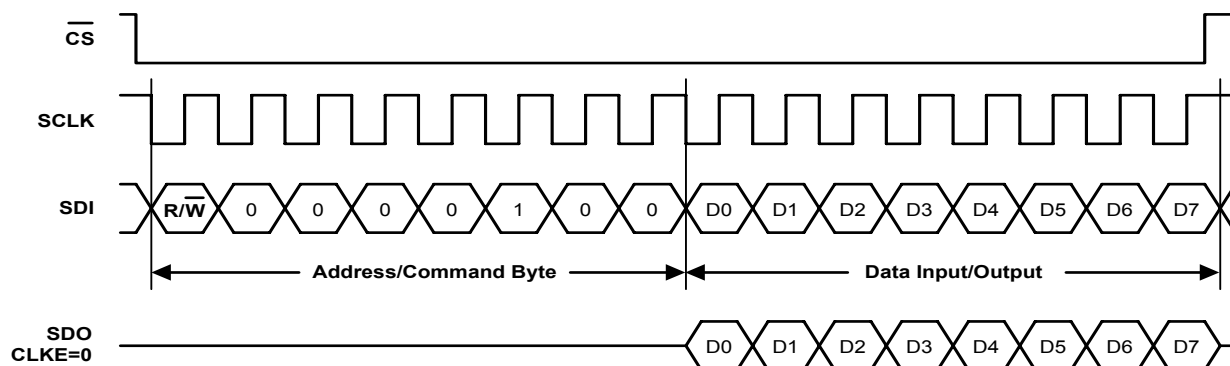 C̅S̅
SCLK
SDI R/W̅ 0 0 0 0 1 0 0 D0 D1 D2 D3 D4 D5 D6 D7
Address/Command Byte Data Input/Output
SDO
CLKE=0 D0 D1 D2 D3 D4 D5 D6 D7